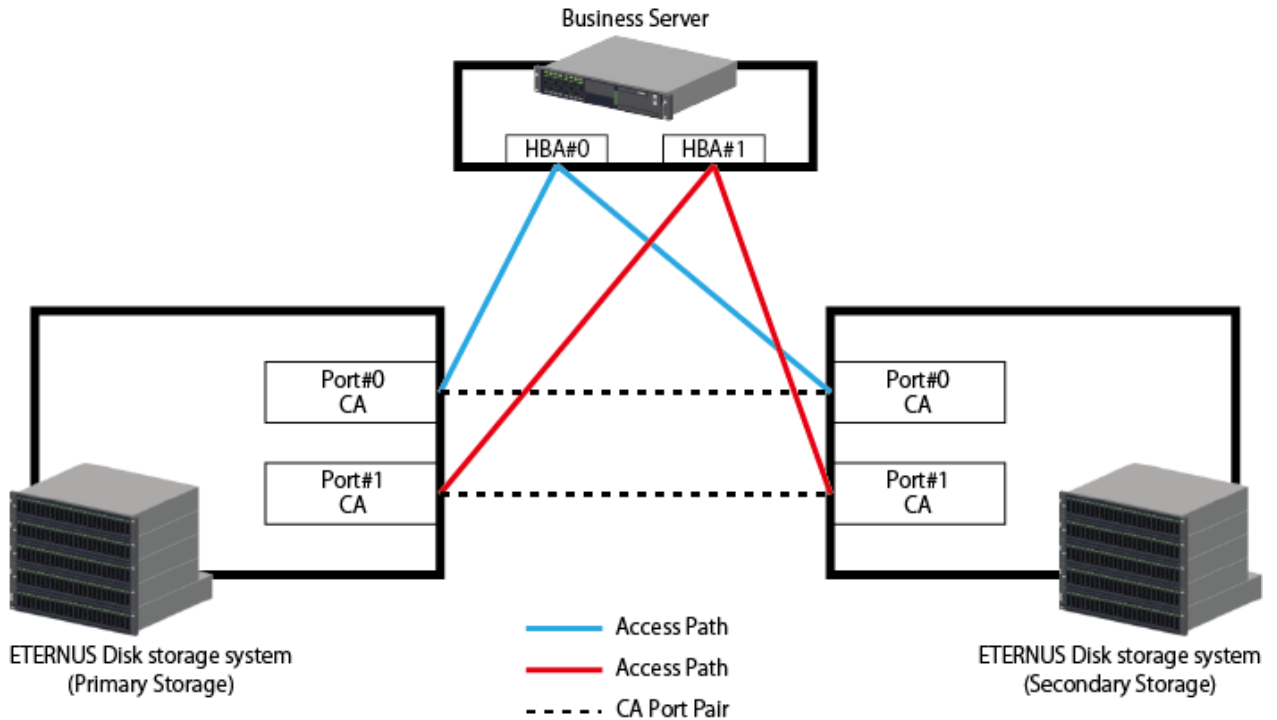 Business Server
HBA#0
HBA#1
Port#0
CA
Port#1
CA
Port#0
CA
Port#1
CA
ETERNUS Disk storage system
(Primary Storage)
ETERNUS Disk storage system
(Secondary Storage)
Access Path
Access Path
CA Port Pair